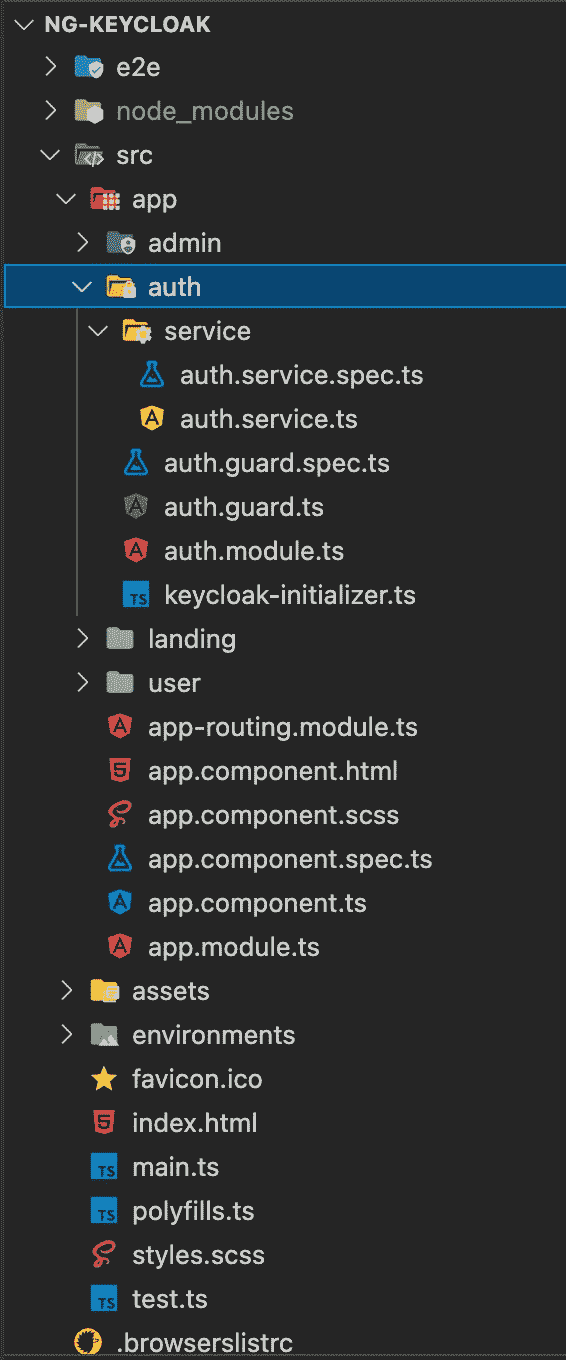 NG-KEYCLOAK
e2e
node_modules
src
app
admin
auth
service
auth.service.spec.ts
auth.service.ts
auth.guard.spec.ts
auth.guard.ts
auth.module.ts
TS keycloak-initializer.ts
landing
user
app-routing.module.ts
app.component.html
app.component.scss
app.component.spec.ts
app.component.ts
app.module.ts
assets
environments
favicon.ico
index.html
TS main.ts
TS polyfills.ts
styles.scss
TS test.ts
.browserslistrc